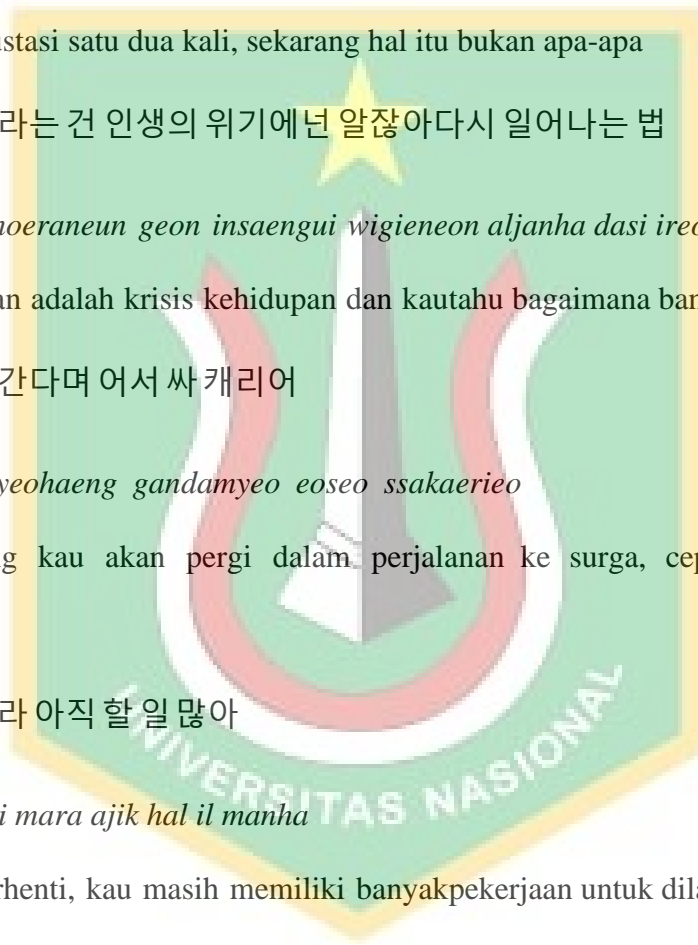 ustasi satu dua kali, sekarang hal itu bukan apa-apa
라는 건 인생의 위기에넌 알잖아다시 일어나는 법
noeraneun geon insaengui wigieneon aljanha dasi ireo
an adalah krisis kehidupan dan kautahu bagaimana ban
간다며 어서 싸 캐리어
yeohaeng gandamyeo eoseo ssakaerieo
ng kau akan pergi dalam perjalanan ke surga, cep
라 아직 할 일 많아
i mara ajik hal il manha
rhenti, kau masih memiliki banyakpekerjaan untuk dila
UNIVERSITAS NASIONAL